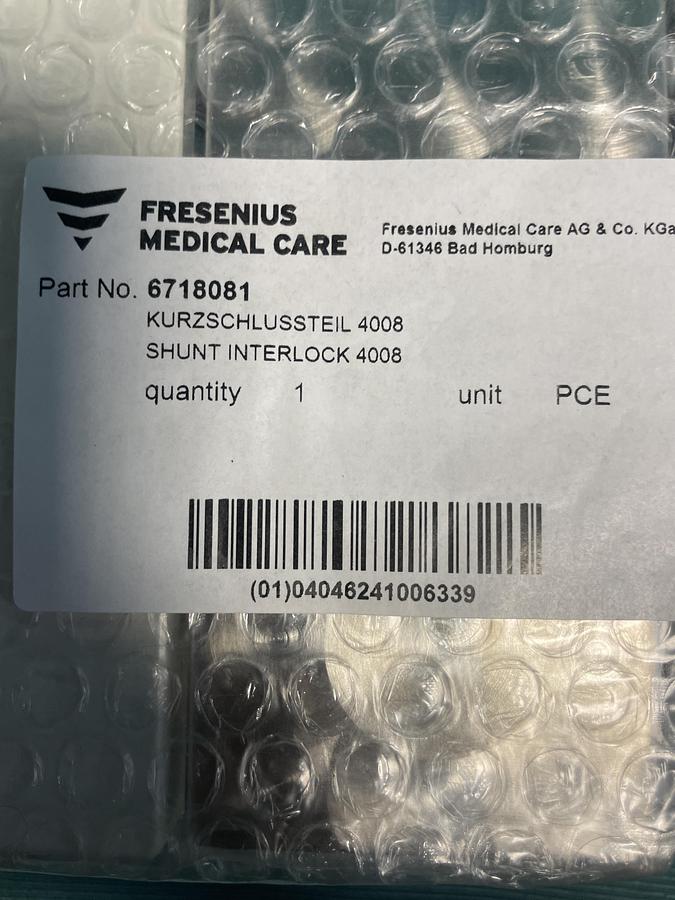 FRESENIUS
MEDICAL CARE
Fresenius Medical Care AG & Co. KGa
D-61346 Bad Homburg
Part No. 6718081
KURZSCHLUSSTEIL 4008
SHUNT INTERLOCK 4008
quantity 1 unit PCE
(01)04046241006339